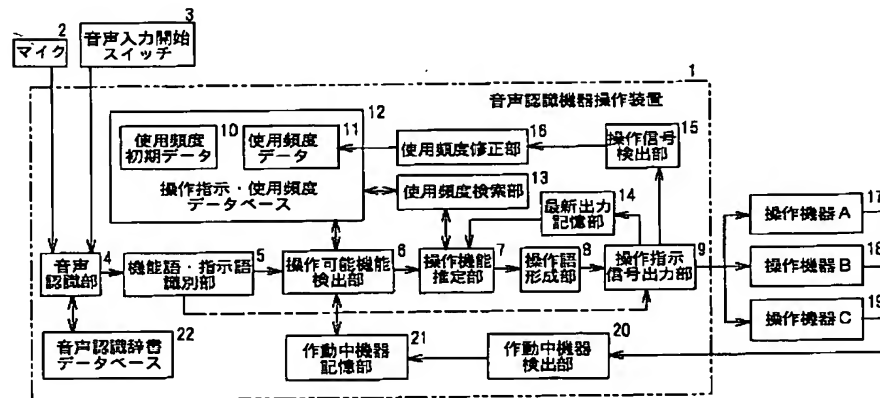 2
マイク
3
音声入力開始
スイッチ
1
音声認識機器操作装置
12
使用頻度
初期データ
10
使用頻度
データ
11
操作指示・使用頻度
データベース
使用頻度修正部
16
操作信号
検出部
15
使用頻度検索部
13
最新出力
記憶部
14
音声
認識部
4
機能語・指示語
識別部
5
操作可能機能
検出部
6
操作機能
推定部
7
操作語
形成部
8
操作指示
信号出力部
9
操作機器A
17
操作機器B
18
操作機器C
19
音声認識辞書
データベース
22
作動中機器
記憶部
21
作動中機器
検出部
20